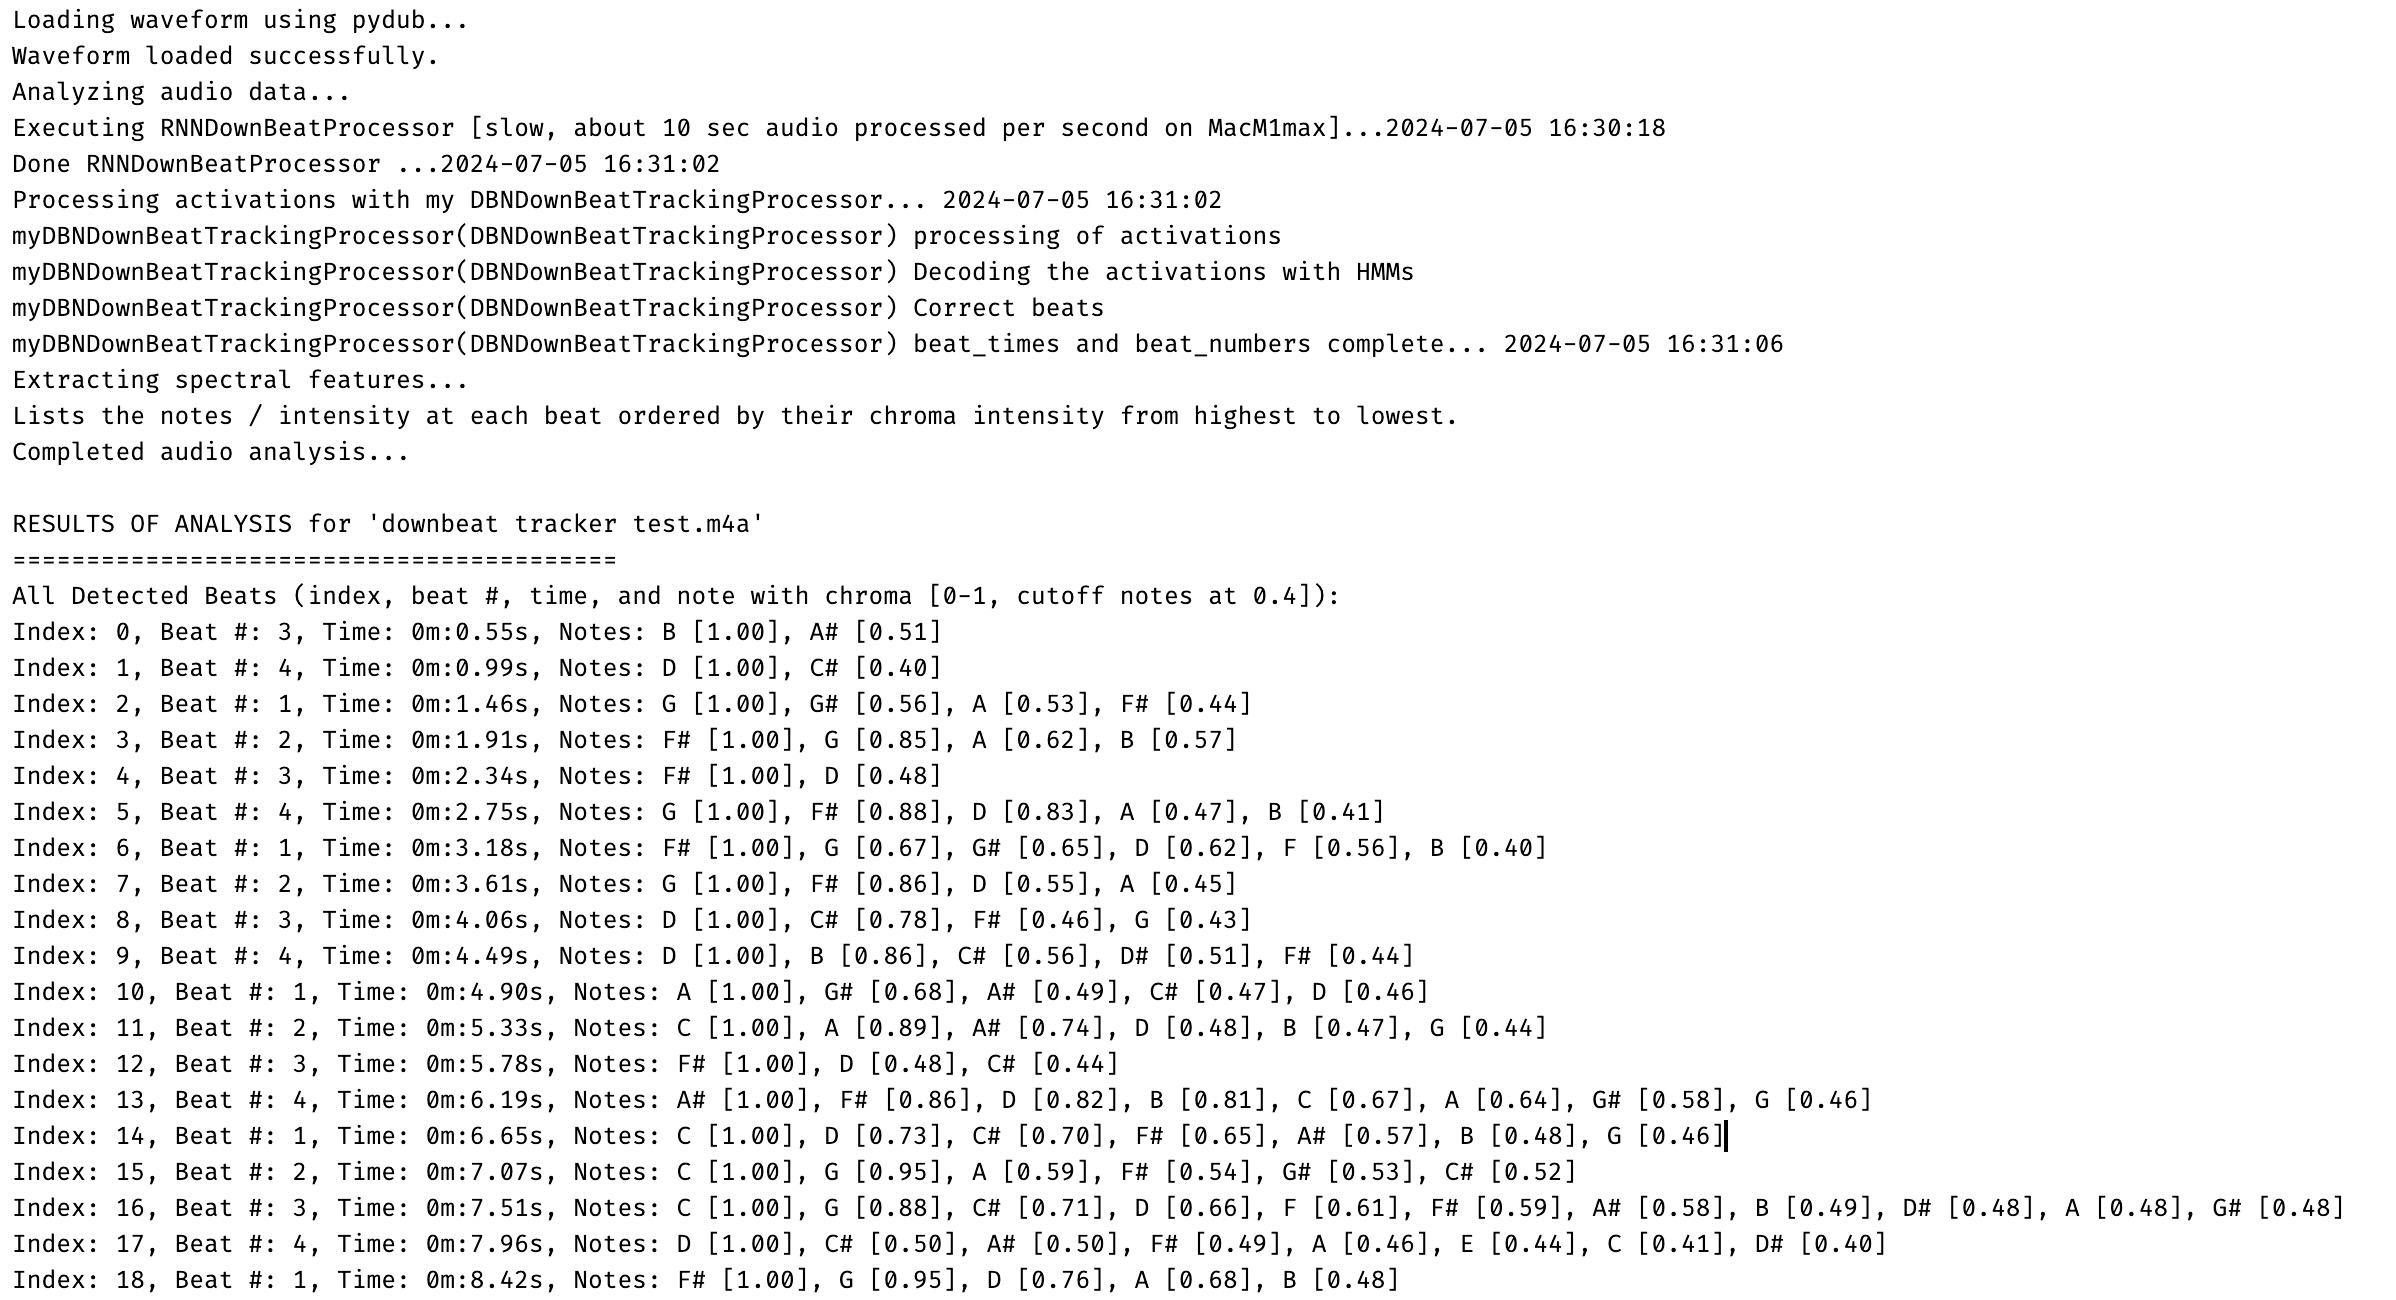 Loading waveform using pydub...
Waveform loaded successfully.
Analyzing audio data...
Executing RNNDownBeatProcessor [slow, about 10 sec audio processed per second on MacM1max]...2024-07-05 16:30:18
Done RNNDownBeatProcessor ...2024-07-05 16:31:02
Processing activations with my DBNDownBeatTrackingProcessor... 2024-07-05 16:31:02
myDBNDownBeatTrackingProcessor(DBNDownBeatTrackingProcessor) processing of activations
myDBNDownBeatTrackingProcessor(DBNDownBeatTrackingProcessor) Decoding the activations with HMMs
myDBNDownBeatTrackingProcessor(DBNDownBeatTrackingProcessor) Correct beats
myDBNDownBeatTrackingProcessor(DBNDownBeatTrackingProcessor) beat_times and beat_numbers complete... 2024-07-05 16:31:06
Extracting spectral features...
Lists the notes / intensity at each beat ordered by their chroma intensity from highest to lowest.
Completed audio analysis...

RESULTS OF ANALYSIS for 'downbeat tracker test.m4a'
=========================================
All Detected Beats (index, beat #, time, and note with chroma [0-1, cutoff notes at 0.4]):
Index: 0, Beat #: 3, Time: 0m:0.55s, Notes: B [1.00], A# [0.51]
Index: 1, Beat #: 4, Time: 0m:0.99s, Notes: D [1.00], C# [0.40]
Index: 2, Beat #: 1, Time: 0m:1.46s, Notes: G [1.00], G# [0.56], A [0.53], F# [0.44]
Index: 3, Beat #: 2, Time: 0m:1.91s, Notes: F# [1.00], G [0.85], A [0.62], B [0.57]
Index: 4, Beat #: 3, Time: 0m:2.34s, Notes: F# [1.00], D [0.48]
Index: 5, Beat #: 4, Time: 0m:2.75s, Notes: G [1.00], F# [0.88], D [0.83], A [0.47], B [0.41]
Index: 6, Beat #: 1, Time: 0m:3.18s, Notes: F# [1.00], G [0.67], G# [0.65], D [0.62], F [0.56], B [0.40]
Index: 7, Beat #: 2, Time: 0m:3.61s, Notes: G [1.00], F# [0.86], D [0.55], A [0.45]
Index: 8, Beat #: 3, Time: 0m:4.06s, Notes: D [1.00], C# [0.78], F# [0.46], G [0.43]
Index: 9, Beat #: 4, Time: 0m:4.49s, Notes: D [1.00], B [0.86], C# [0.56], D# [0.51], F# [0.44]
Index: 10, Beat #: 1, Time: 0m:4.90s, Notes: A [1.00], G# [0.68], A# [0.49], C# [0.47], D [0.46]
Index: 11, Beat #: 2, Time: 0m:5.33s, Notes: C [1.00], A [0.89], A# [0.74], D [0.48], B [0.47], G [0.44]
Index: 12, Beat #: 3, Time: 0m:5.78s, Notes: F# [1.00], D [0.48], C# [0.44]
Index: 13, Beat #: 4, Time: 0m:6.19s, Notes: A# [1.00], F# [0.86], D [0.82], B [0.81], C [0.67], A [0.64], G# [0.58], G [0.46]
Index: 14, Beat #: 1, Time: 0m:6.65s, Notes: C [1.00], D [0.73], C# [0.70], F# [0.65], A# [0.57], B [0.48], G [0.46]
Index: 15, Beat #: 2, Time: 0m:7.07s, Notes: C [1.00], G [0.95], A [0.59], F# [0.54], G# [0.53], C# [0.52]
Index: 16, Beat #: 3, Time: 0m:7.51s, Notes: C [1.00], G [0.88], C# [0.71], D [0.66], F [0.61], F# [0.59], A# [0.58], B [0.49], D# [0.48], A [0.48], G# [0.48]
Index: 17, Beat #: 4, Time: 0m:7.96s, Notes: D [1.00], C# [0.50], A# [0.50], F# [0.49], A [0.46], E [0.44], C [0.41], D# [0.40]
Index: 18, Beat #: 1, Time: 0m:8.42s, Notes: F# [1.00], G [0.95], D [0.76], A [0.68], B [0.48]